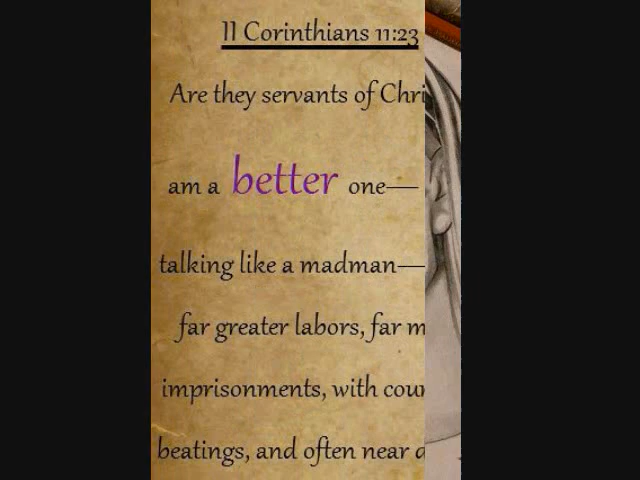 II Corinthians 11:23
Are they servants of Chri
am a better one—
talking like a madman—
far greater labors, far m
imprisonments, with cou
beatings, and often near d